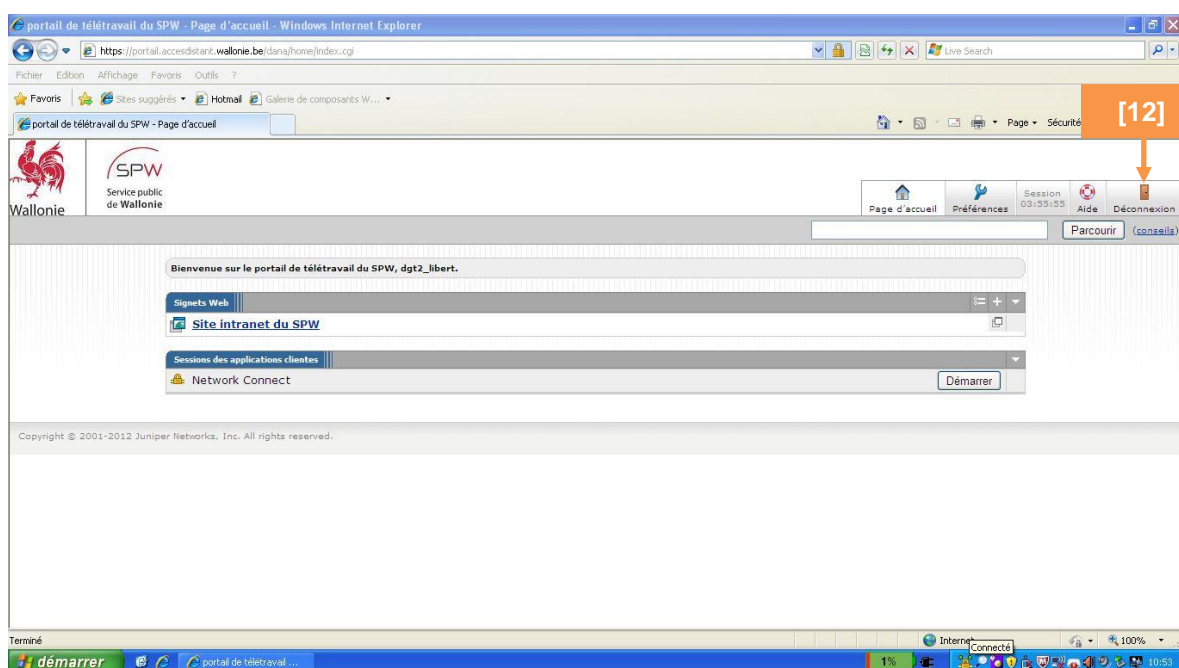 portail de télétravail du SPW - Page d'accueil - Windows Internet Explorer
https://portail.accesdistant.wallonie.be/dana/home/index.cgi
Live Search
Fichier Edition Affichage Favoris Outils ?
Favoris Sites suggérés Hotmail Galerie de composants W...
portail de télétravail du SPW - Page d'accueil
Page Sécurité
[12]
SPW
Service public
de Wallonie
Wallonie
Page d'accueil Préférences Session
03:55:55 Aide Déconnexion
Parcourir (conseils)
Bienvenue sur le portail de télétravail du SPW, dgt2_libert.
Signets Web
Site intranet du SPW
Sessions des applications clientes
Network Connect Démarrer
Copyright © 2001-2012 Juniper Networks, Inc. All rights reserved.
Terminé Internet 100%
Connecté
démarrer portail de télétravail ... 1% 10:53